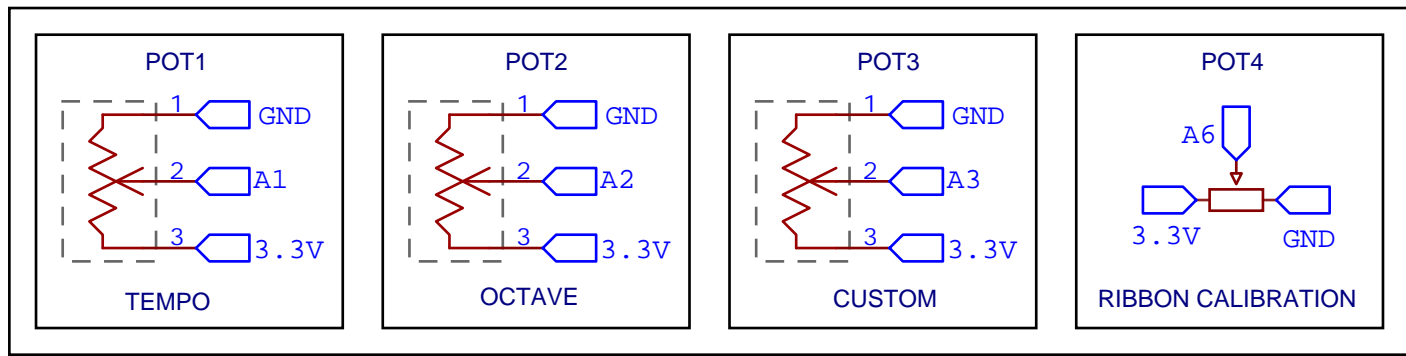 POT1
1
GND
2
A1
3
3.3V
TEMPO
POT2
1
GND
2
A2
3
3.3V
OCTAVE
POT3
1
GND
2
A3
3
3.3V
CUSTOM
POT4
A6
3.3V
GND
RIBBON CALIBRATION